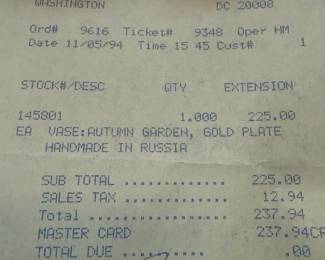 WASHINGTON DC 20008
Ord# 9616 Ticket# 9348 Oper HM
Date 11/05/94 Time 15 45 Cust# 1
STOCK#/DESC QTY EXTENSION
145801 1.000 225.00
EA VASE:AUTUMN GARDEN, GOLD PLATE
HANDMADE IN RUSSIA
SUB TOTAL .............. 225.00
SALES TAX .............. 12.94
Total .................. 237.94
MASTER CARD 237.94CR
TOTAL DUE .00